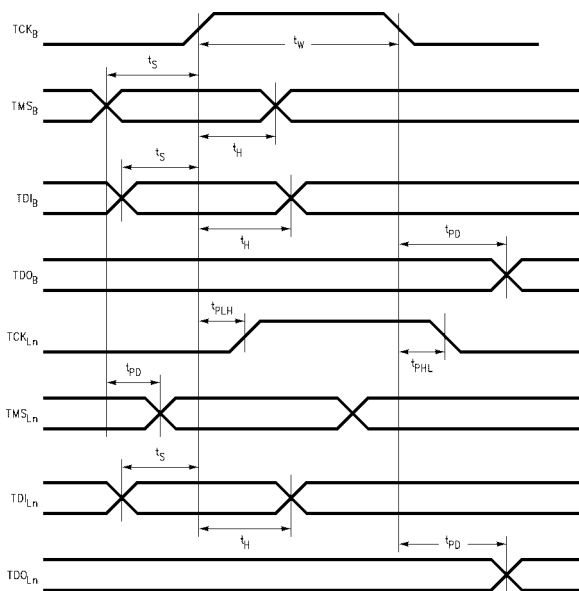 TCK_B
t_W
t_S
TMS_B
t_H
t_S
TDI_B
t_H
t_PD
TDO_B
t_PLH
TCK_Ln
t_PHL
t_PD
TMS_Ln
t_S
TDI_Ln
t_H
t_PD
TDO_Ln